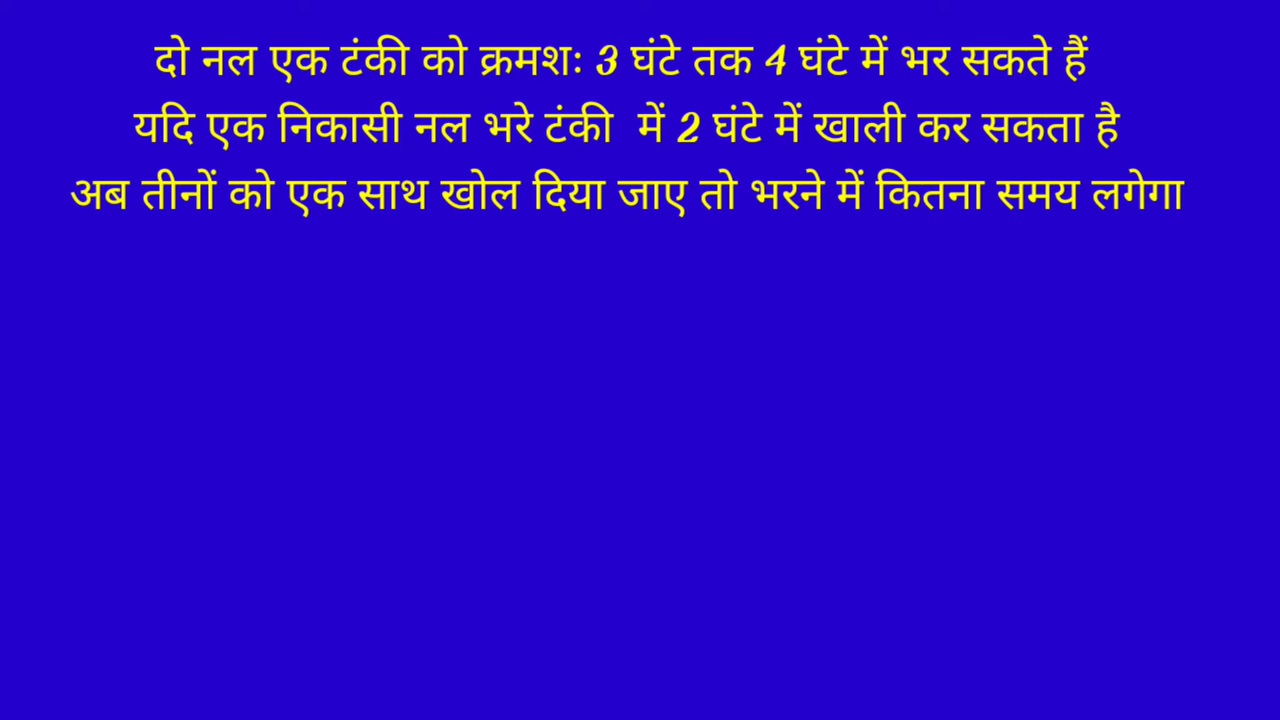 दो नल एक टंकी को क्रमशः 3 घंटे तक 4 घंटे में भर सकते हैं
यदि एक निकासी नल भरे टंकी में 2 घंटे में खाली कर सकता है
अब तीनों को एक साथ खोल दिया जाए तो भरने में कितना समय लगेगा